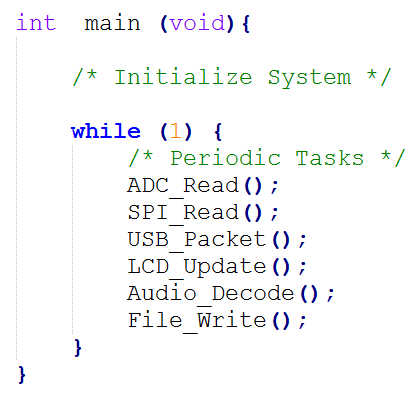 int main (void){
/* Initialize System */
while (1) {
/* Periodic Tasks */
ADC_Read();
SPI_Read();
USB_Packet();
LCD_Update();
Audio_Decode();
File_Write();
}
}